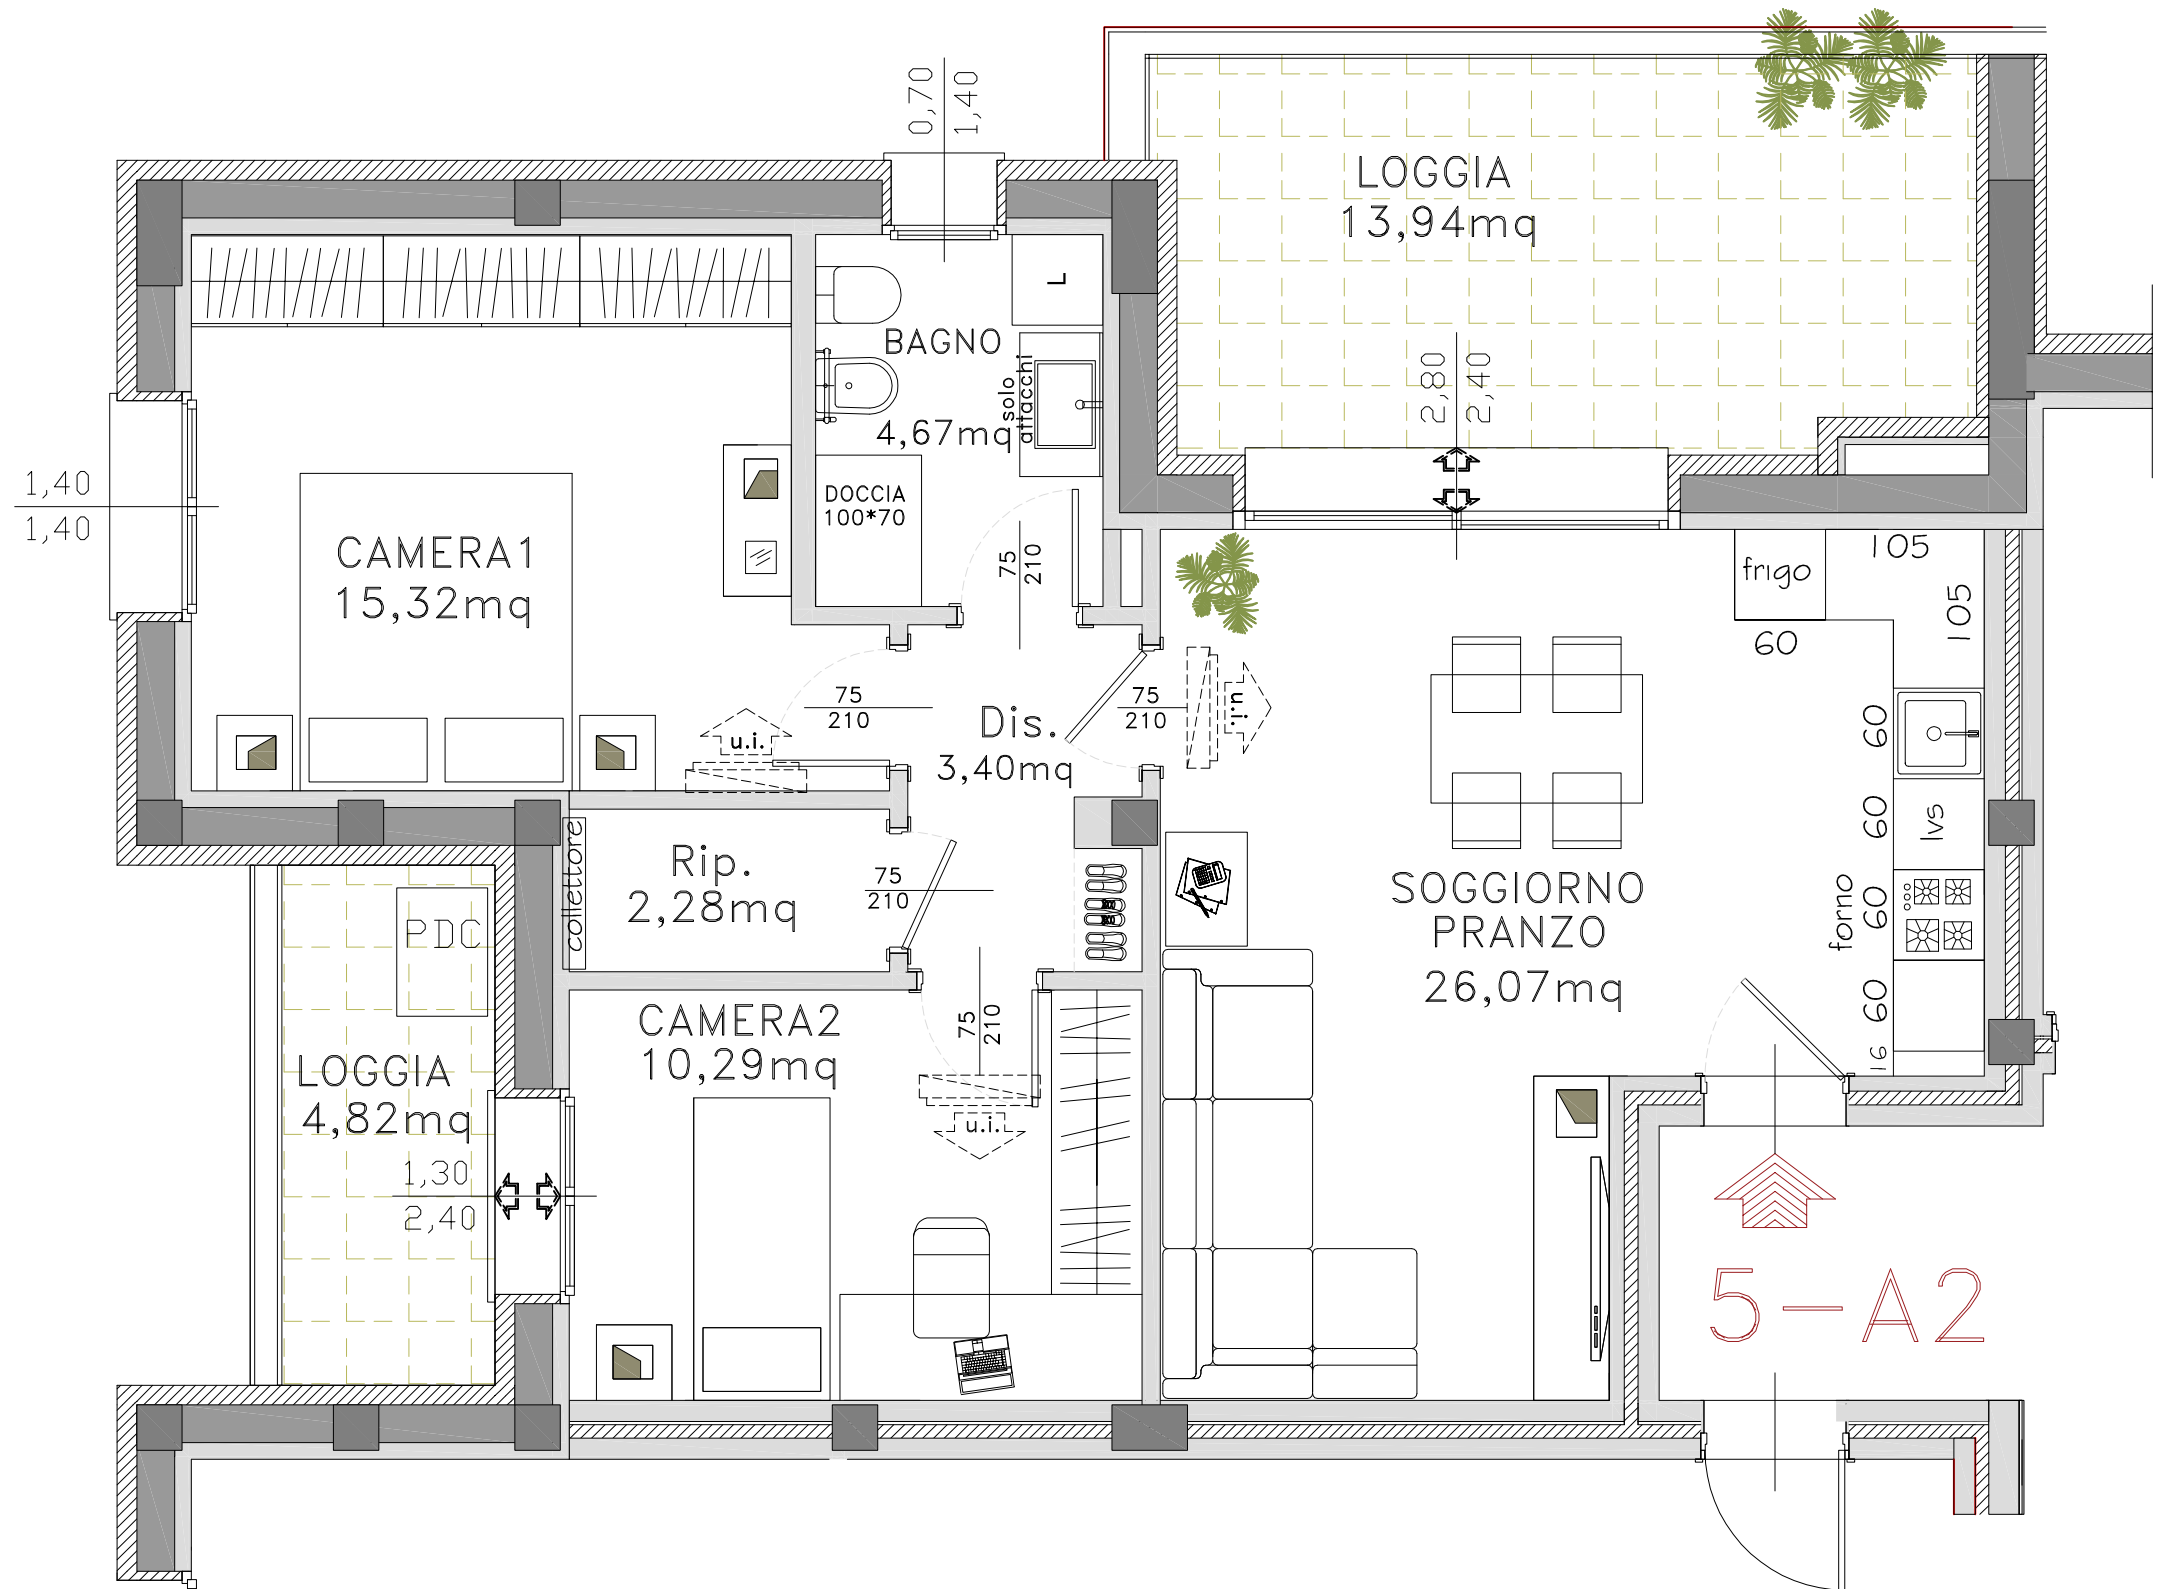 0,70
1,40
LOGGIA
13,94mq
L
BAGNO
solo
attacchi
4,67mq
2,80
2,40
1,40
1,40
DOCCIA
100*70
CAMERA1
15,32mq
75
210
frigo
105
105
60
75
210
u.i.
Dis.
3,40mq
75
210
u.i.
60
60
lvs
60
forno
60
16
collettore
Rip.
2,28mq
75
210
SOGGIORNO
PRANZO
26,07mq
PDC
LOGGIA
4,82mq
1,30
2,40
CAMERA2
10,29mq
75
210
u.i.
5-A2